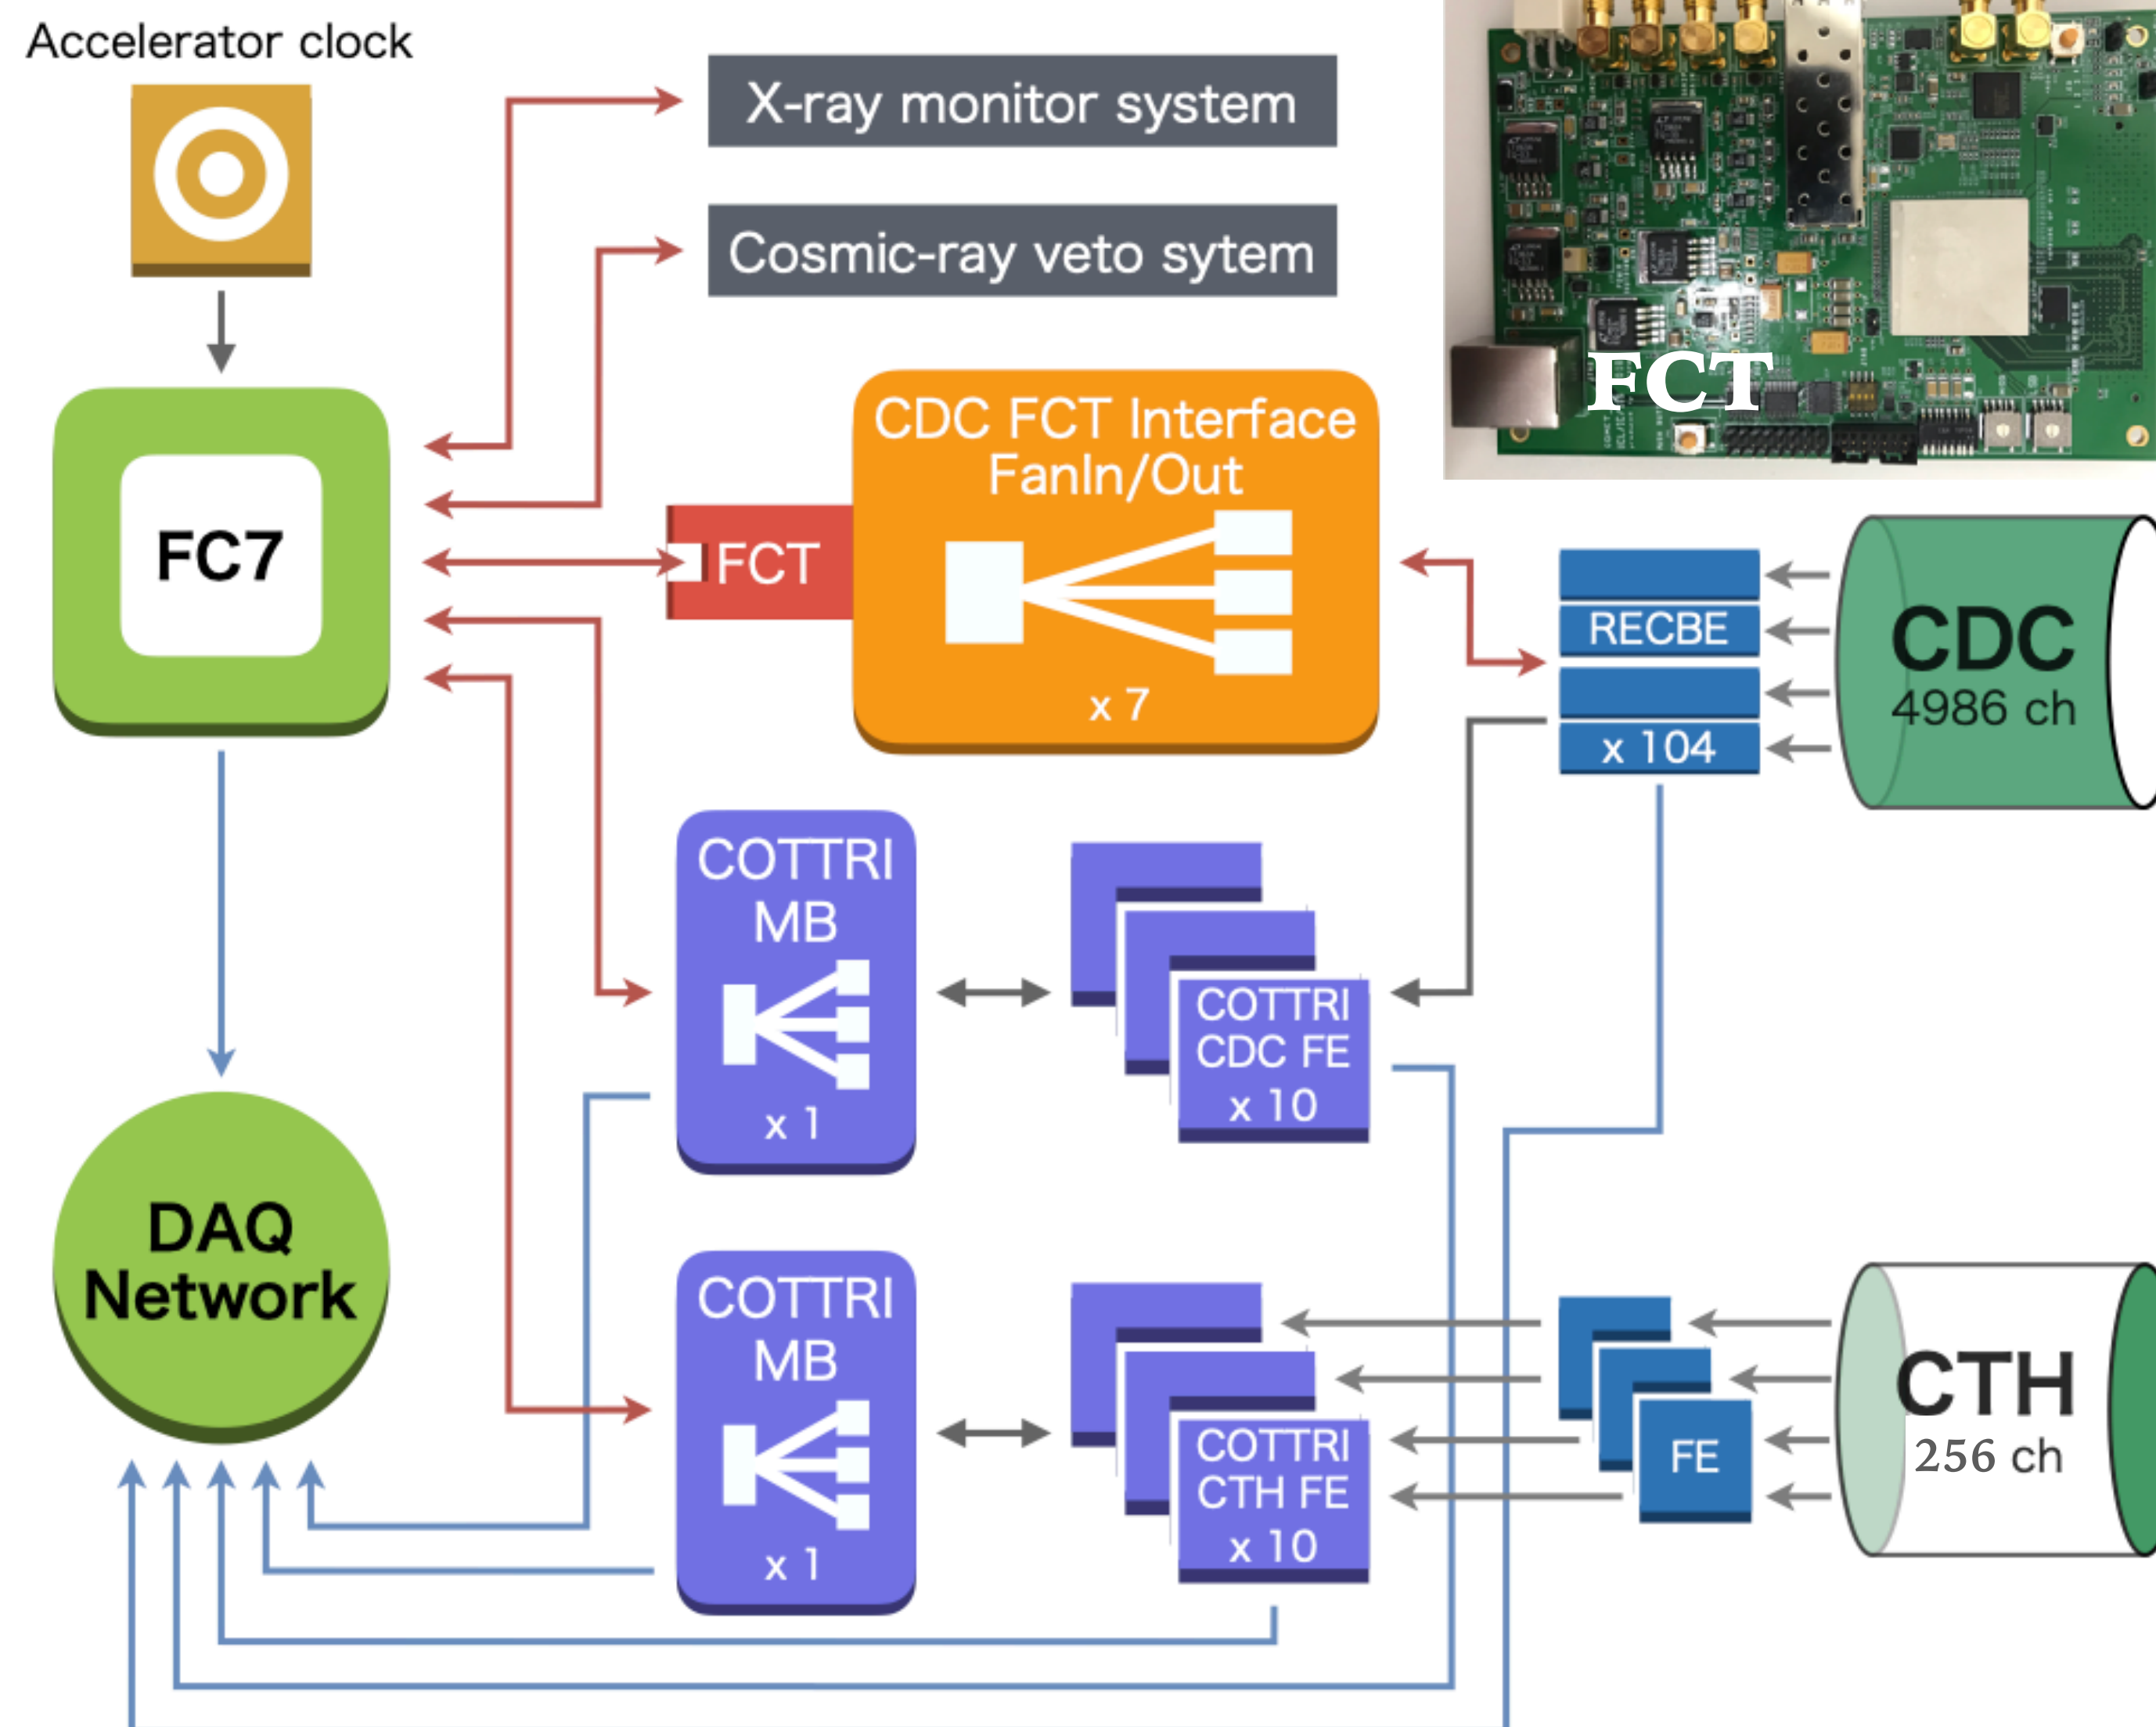 Accelerator clock
X-ray monitor system
Cosmic-ray veto sytem
FCT
FC7
FCT
CDC FCT Interface
FanIn/Out
x 7
RECBE
x 104
CDC
4986 ch
COTTRI
MB
x 1
COTTRI
CDC FE
x 10
DAQ
Network
COTTRI
MB
x 1
COTTRI
CTH FE
x 10
FE
CTH
256 ch